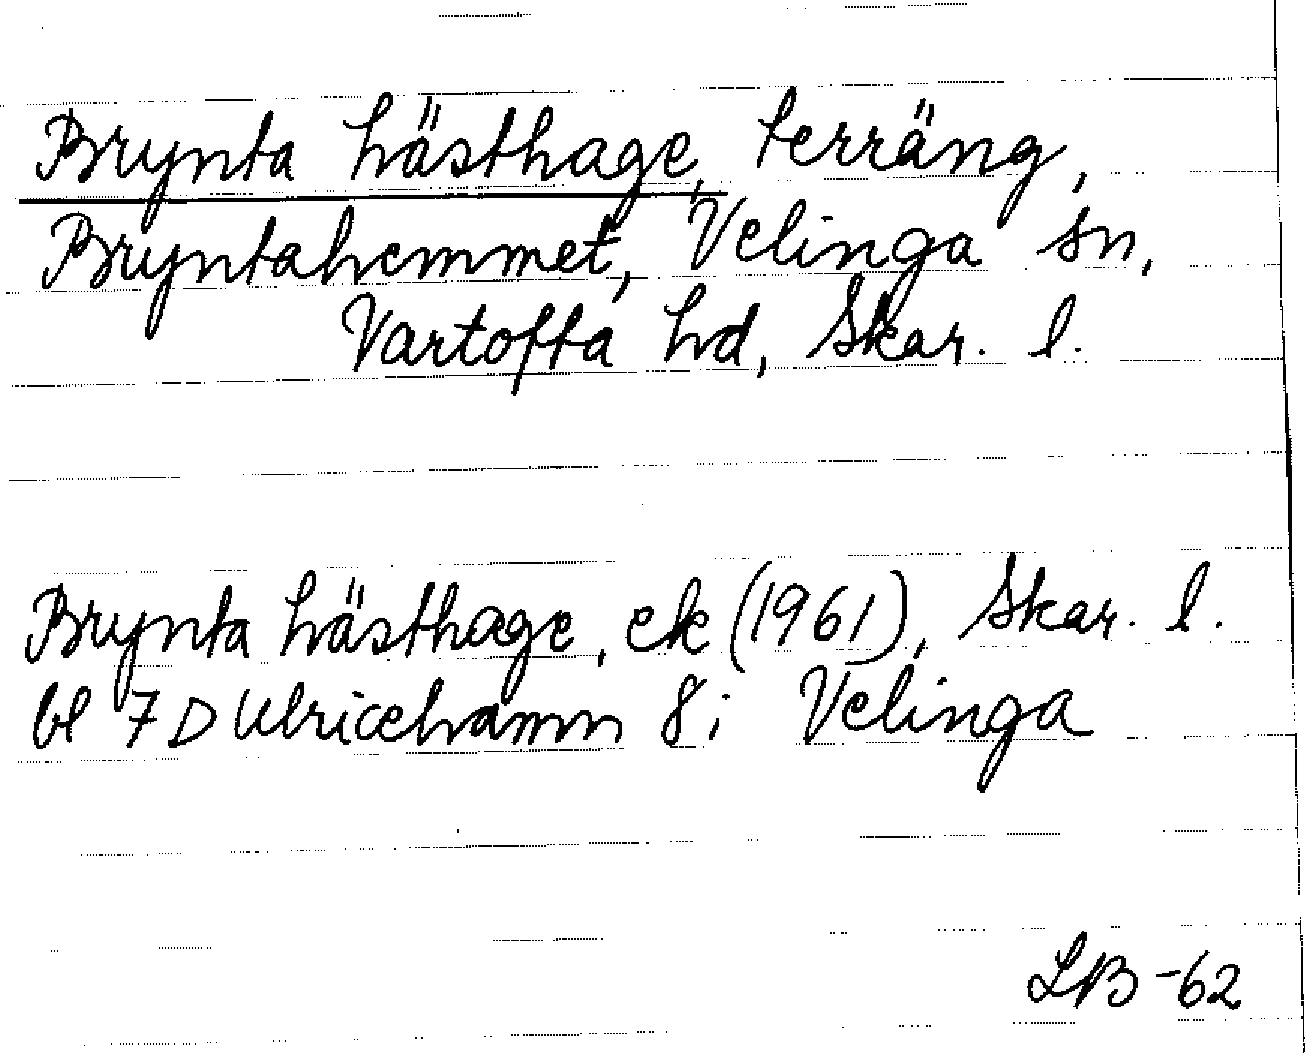 Brynta hästhage, terräng,
Bryntahemmet, Velinga sn,
Vartofta hd, Skar. l.
Brynta hästhage, ek (1961), Skar. l.
bl 7 D Ulricehamn 8 i Velinga
LB -62